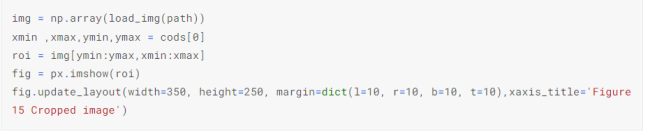 img = np.array(load_img(path))
xmin ,xmax,ymin,ymax = cods[0]
roi = img[ymin:ymax,xmin:xmax]
fig = px.imshow(roi)
fig.update_layout(width=350, height=250, margin=dict(l=10, r=10, b=10, t=10),xaxis_title='Figure
15 Cropped image')